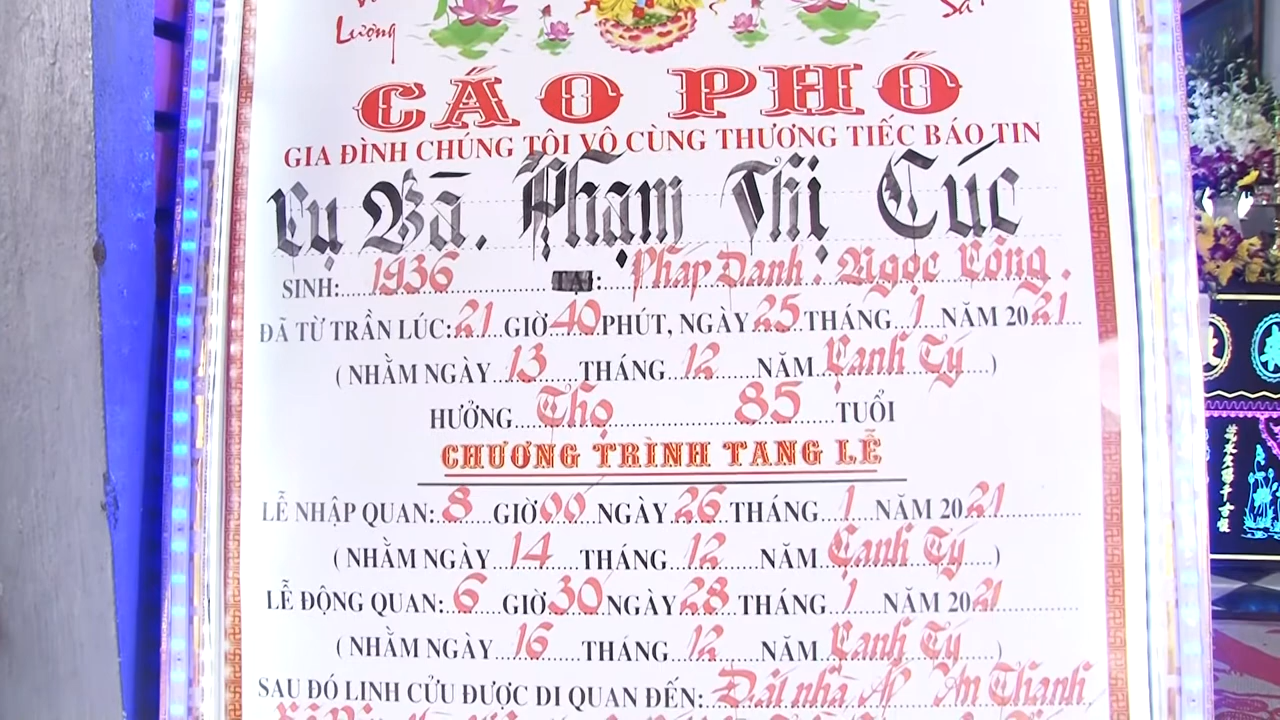 Lượng
CÁO PHÓ
GIA ĐÌNH CHÚNG TÔI VÔ CÙNG THƯƠNG TIẾC BÁO TIN
Cụ Bà. Phạm Thị Cúc
SINH: 1936 TẠI: Pháp Danh: Ngọc Công.
ĐÃ TỪ TRẦN LÚC: 21 GIỜ 40 PHÚT, NGÀY 25 THÁNG 1 NĂM 2021
( NHẰM NGÀY 13 THÁNG 12 NĂM Canh Tý )
HƯỞNG Thọ 85 TUỔI
CHƯƠNG TRÌNH TANG LỄ
LỄ NHẬP QUAN: 8 GIỜ 00 NGÀY 26 THÁNG 1 NĂM 2021
( NHẰM NGÀY 14 THÁNG 12 NĂM Canh Tý )
LỄ ĐỘNG QUAN: 6 GIỜ 30 NGÀY 28 THÁNG 1 NĂM 2021
( NHẰM NGÀY 16 THÁNG 12 NĂM Canh Tý )
SAU ĐÓ LINH CỬU ĐƯỢC DI QUAN ĐẾN: Đất nhà Ấp An Thạnh